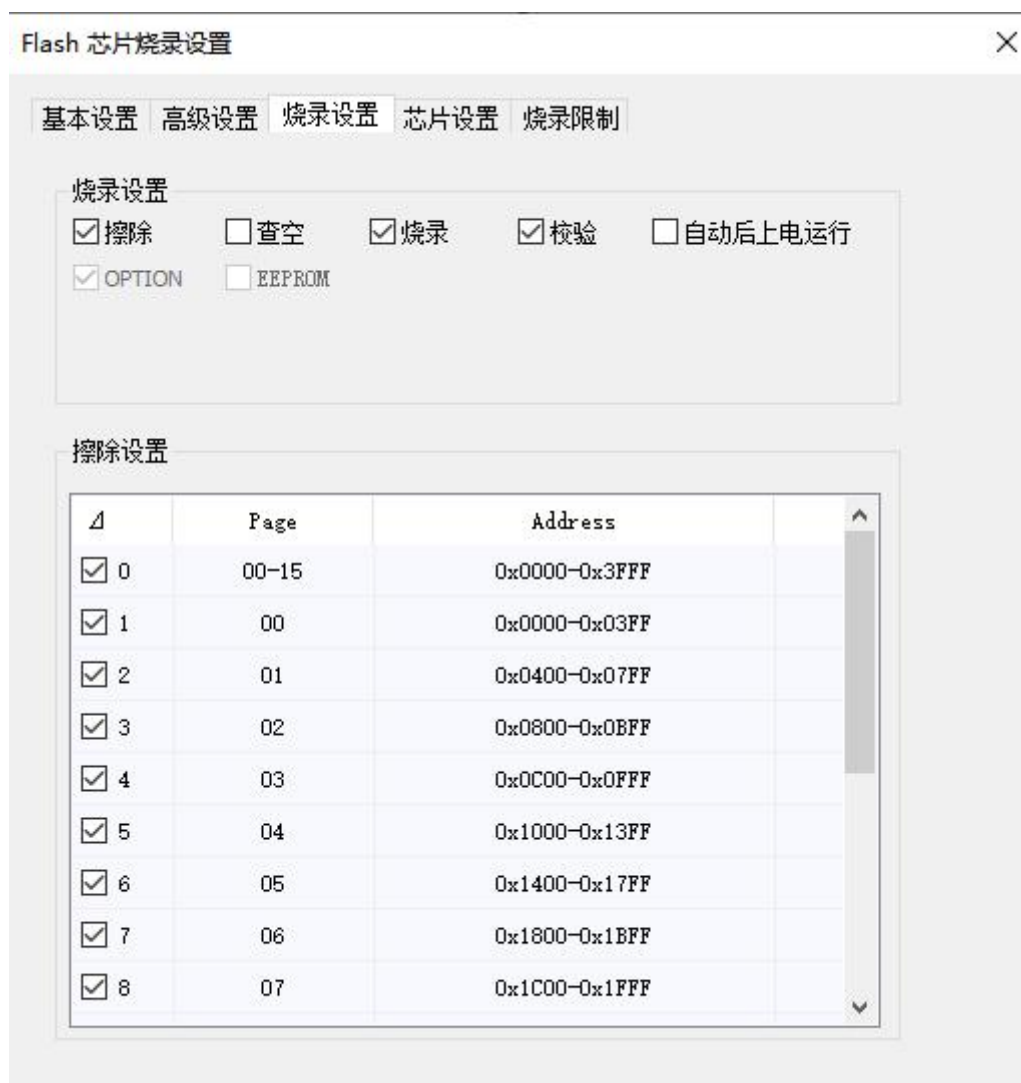 Flash 芯片烧录设置
基本设置 高级设置 烧录设置 芯片设置 烧录限制
烧录设置
擦除 查空 烧录 校验 自动后上电运行
OPTION EEPROM
擦除设置
⊿ Page Address
0 00-15 0x0000-0x3FFF
1 00 0x0000-0x03FF
2 01 0x0400-0x07FF
3 02 0x0800-0x0BFF
4 03 0x0C00-0x0FFF
5 04 0x1000-0x13FF
6 05 0x1400-0x17FF
7 06 0x1800-0x1BFF
8 07 0x1C00-0x1FFF